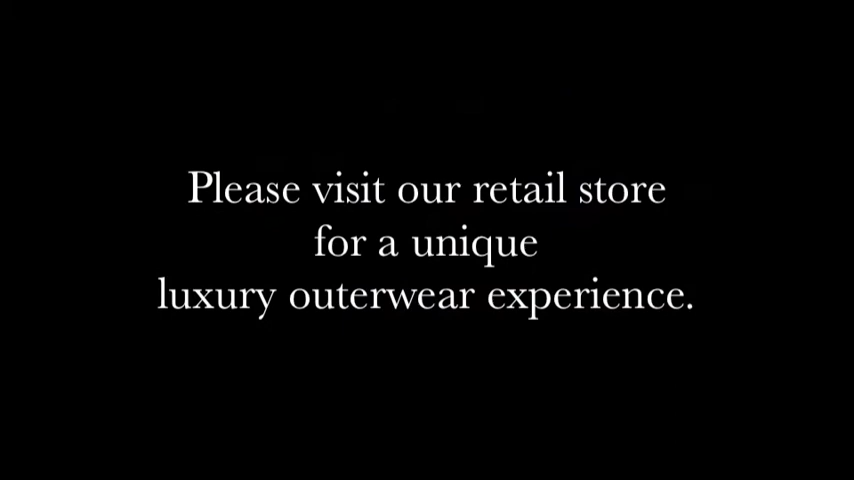 Please visit our retail store
for a unique
luxury outerwear experience.